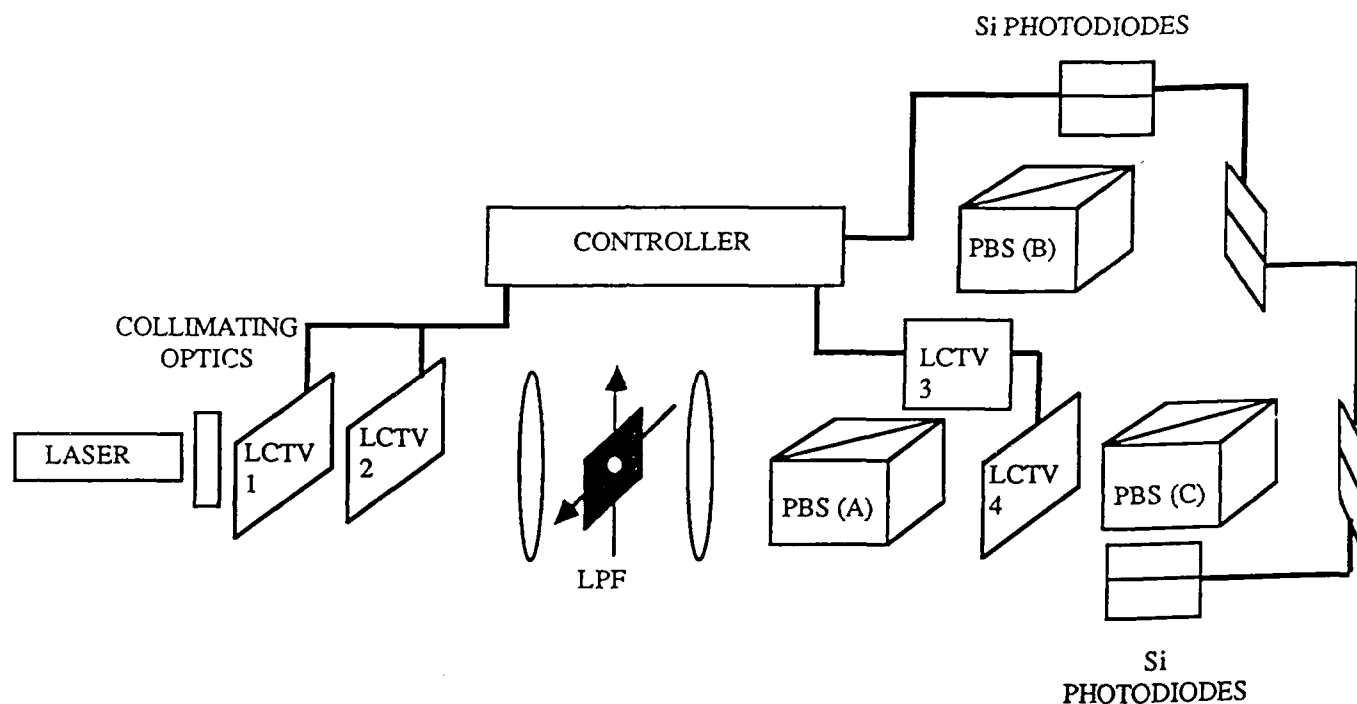 Si PHOTODIODES
CONTROLLER
PBS (B)
COLLIMATING
OPTICS
LCTV
3
LASER
LCTV
1
LCTV
2
PBS (A)
LCTV
4
PBS (C)
LPF
Si
PHOTODIODES